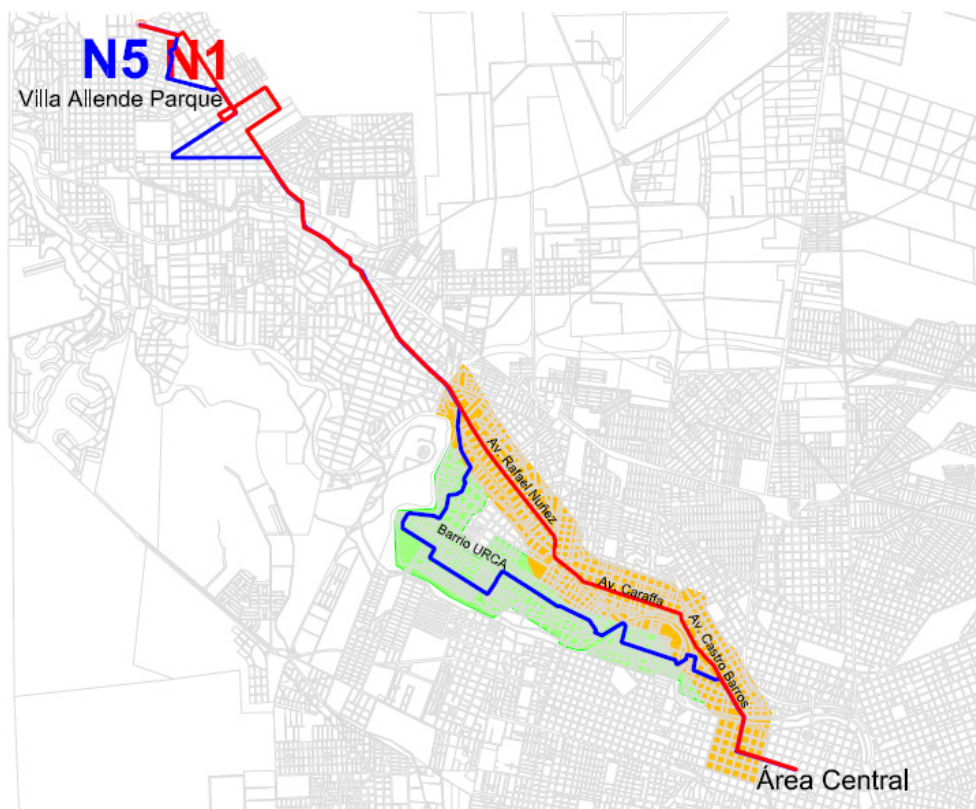 N5 N1
Villa Allende Parque
Av. Rafael Nuñez
Barrio URCA
Av. Caraffa
Av. Castro Barros
Área Central